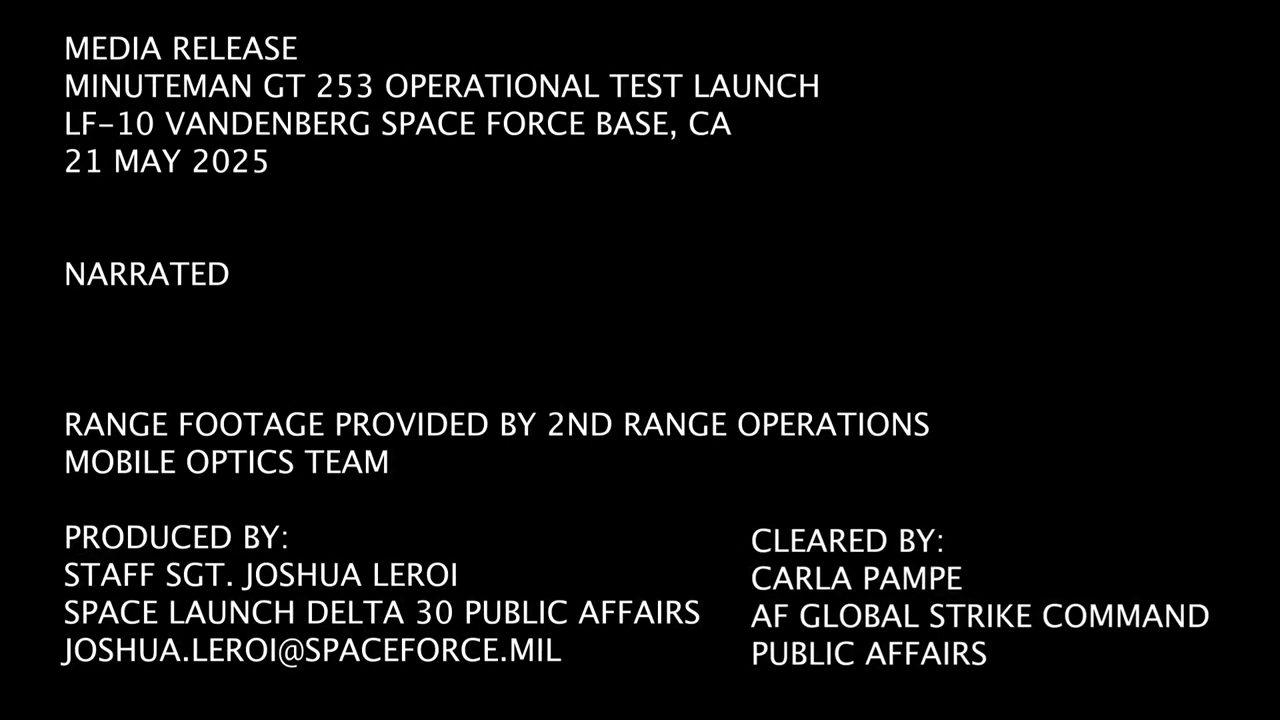 MEDIA RELEASE
MINUTEMAN GT 253 OPERATIONAL TEST LAUNCH
LF-10 VANDENBERG SPACE FORCE BASE, CA
21 MAY 2025
NARRATED
RANGE FOOTAGE PROVIDED BY 2ND RANGE OPERATIONS
MOBILE OPTICS TEAM
PRODUCED BY:
STAFF SGT. JOSHUA LEROI
SPACE LAUNCH DELTA 30 PUBLIC AFFAIRS
JOSHUA.LEROI@SPACEFORCE.MIL
CLEARED BY:
CARLA PAMPE
AF GLOBAL STRIKE COMMAND
PUBLIC AFFAIRS